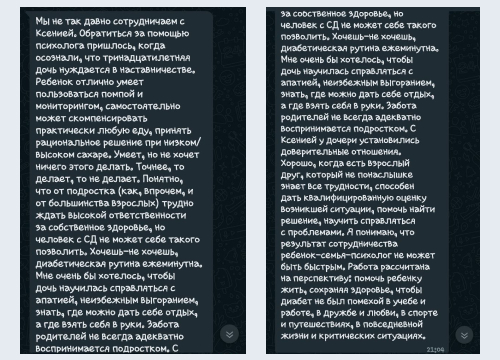 Мы не так давно сотрудничаем с
Ксенией. Обратиться за помощью
психолога пришлось, когда
осознали, что тринадцатилетняя
дочь нуждается в наставничестве.
Ребенок отлично умеет
пользоваться помпой и
мониторингом, самостоятельно
может скомпенсировать
практически любую еду, принять
рациональное решение при низком/
высоком сахаре. Умеет, но не хочет
ничего этого делать. Точнее, то
делает, то не делает. Понятно,
что от подростка (как, впрочем, и
от большинства взрослых) трудно
ждать высокой ответственности
за собственное здоровье, но
человек с СД не может себе такого
позволить. Хочешь-не хочешь,
диабетическая рутина ежеминутна.
Мне очень бы хотелось, чтобы
дочь научилась справляться с
апатией, неизбежным выгоранием,
знать, где можно дать себе отдых,
а где взять себя в руки. Забота
родителей не всегда адекватно
воспринимается подростком. С
за собственное здоровье, но
человек с СД не может себе такого
позволить. Хочешь-не хочешь,
диабетическая рутина ежеминутна.
Мне очень бы хотелось, чтобы
дочь научилась справляться с
апатией, неизбежным выгоранием,
знать, где можно дать себе отдых,
а где взять себя в руки. Забота
родителей не всегда адекватно
воспринимается подростком. С
Ксенией у дочери установились
доверительные отношения.
Хорошо, когда есть взрослый
друг, который не понаслышке
знает все трудности, способен
дать квалифицированную оценку
возникшей ситуации, помочь найти
решение, научить справляться
с проблемами. Я понимаю, что
результат сотрудничества
ребенок-семья-психолог не может
быть быстрым. Работа рассчитана
на перспективу: помочь ребенку
жить, сохраняя здоровье, чтобы
диабет не был помехой в учебе и
работе, в дружбе и любви, в спорте
и путешествиях, в повседневной
жизни и критических ситуациях.
21:04